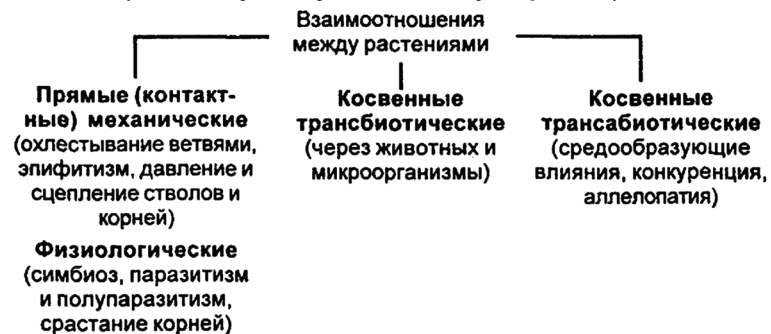 Взаимоотношения
между растениями
Прямые (контакт-
ные) механические
(охлестывание ветвями,
эпифитизм, давление и
сцепление стволов и
корней)
Физиологические
(симбиоз, паразитизм
и полупаразитизм,
срастание корней)
Косвенные
трансбиотические
(через животных и
микроорганизмы)
Косвенные
трансабиотические
(средообразующие
влияния, конкуренция,
аллелопатия)